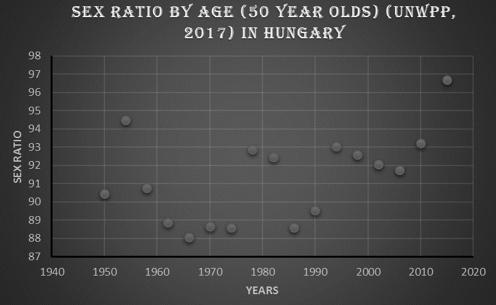 SEX RATIO BY AGE (50 YEAR OLDS) (UNWPP,
2017) IN HUNGARY
98
97
96
95
94
93
92
91
90
89
88
87
SEX RATIO
1940 1950 1960 1970 1980 1990 2000 2010 2020
YEARS